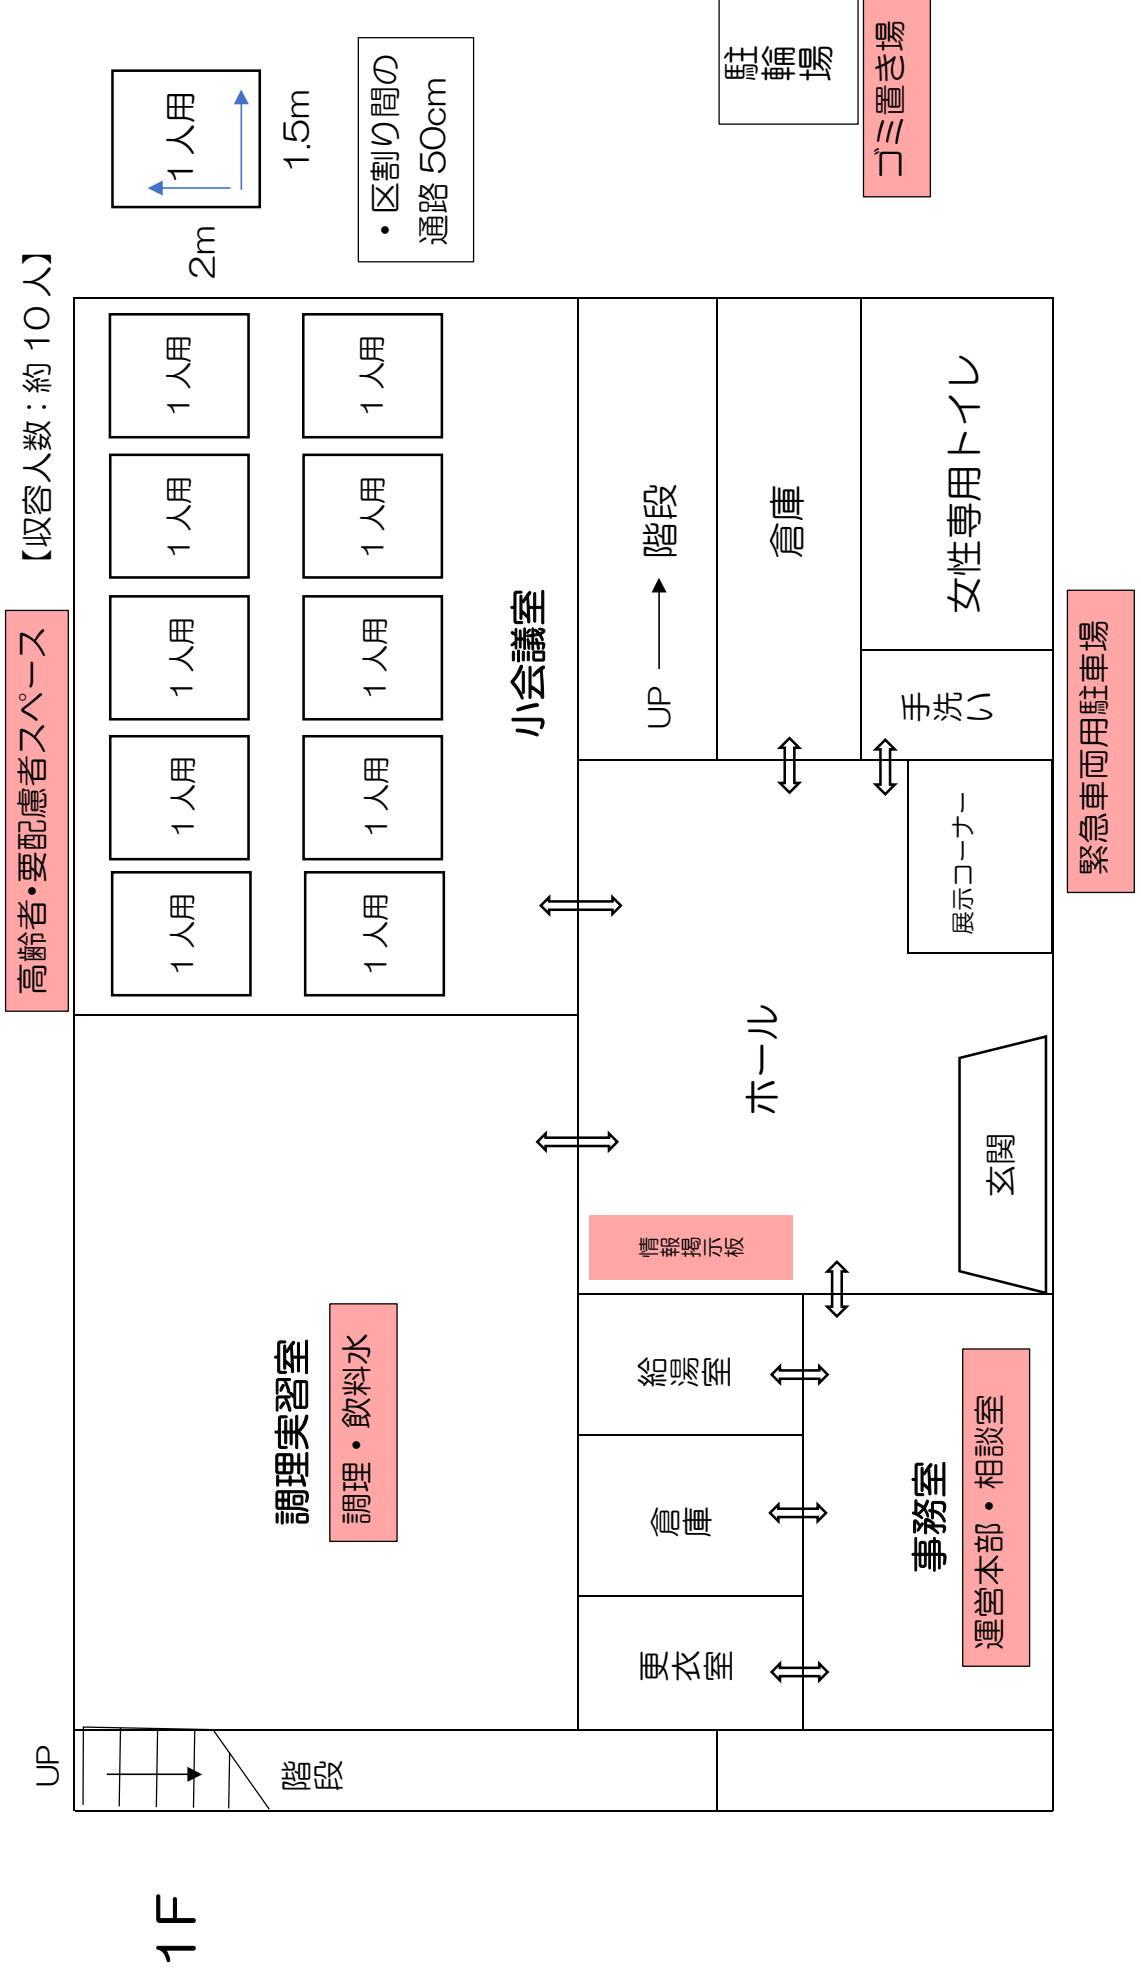 1F
UP
階段
高齢者・要配慮者スペース
【収容人数：約10人】
1人用
2m
1.5m
・区割り間の
通路50cm
1人用
1人用
1人用
1人用
1人用
1人用
1人用
1人用
1人用
1人用
小会議室
調理実習室
調理・飲料水
UP
階段
倉庫
女性専用トイレ
手洗
い
展示コーナー
ホール
情報掲示板
玄関
給湯室
倉庫
更衣室
事務室
運営本部・相談室
駐
輪
場
ゴミ置き場
緊急車両用駐車場